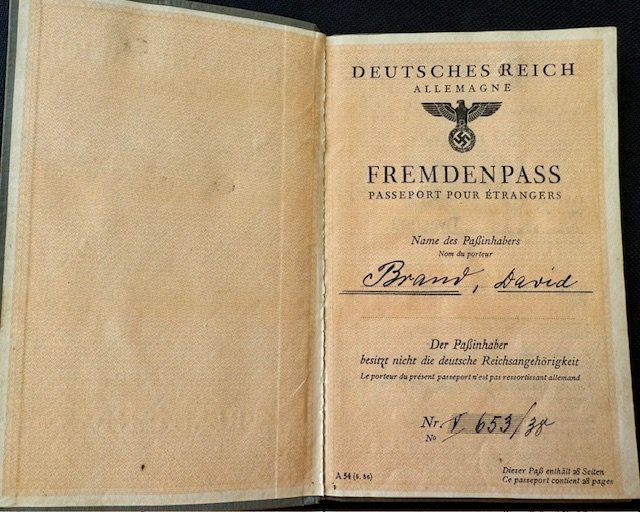 DEUTSCHES REICH
ALLEMAGNE
FREMDENPASS
PASSEPORT POUR ÉTRANGERS
Name des Paßinhabers
Nom du porteur
Brand, David
Der Paßinhaber
besitzt nicht die deutsche Reichsangehörigkeit
Le porteur du présent passeport n'est pas ressortissant allemand
Nr. V 653/38
No
A 54 (6. 36)
Dieser Paß enthält 28 Seiten
Ce passeport contient 28 pages